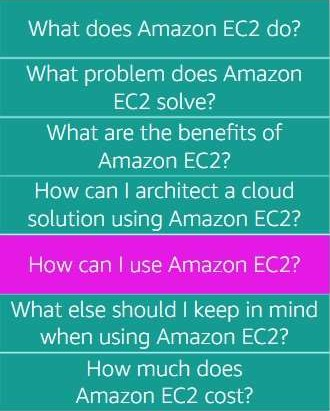 What does Amazon EC2 do?
What problem does Amazon
EC2 solve?
What are the benefits of
Amazon EC2?
How can I architect a cloud
solution using Amazon EC2?
How can I use Amazon EC2?
What else should I keep in mind
when using Amazon EC2?
How much does
Amazon EC2 cost?